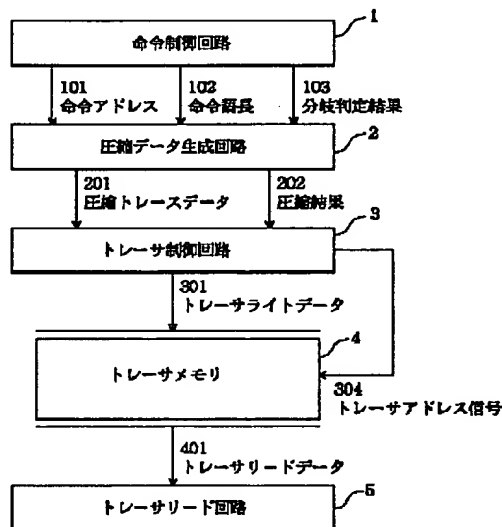 1
命令制御回路
101
命令アドレス
102
命令語長
103
分岐判定結果
2
圧縮データ生成回路
201
圧縮トレースデータ
202
圧縮結果
3
トレーサ制御回路
301
トレーサライトデータ
4
トレーサメモリ
304
トレーサアドレス信号
401
トレーサリードデータ
5
トレーサリード回路